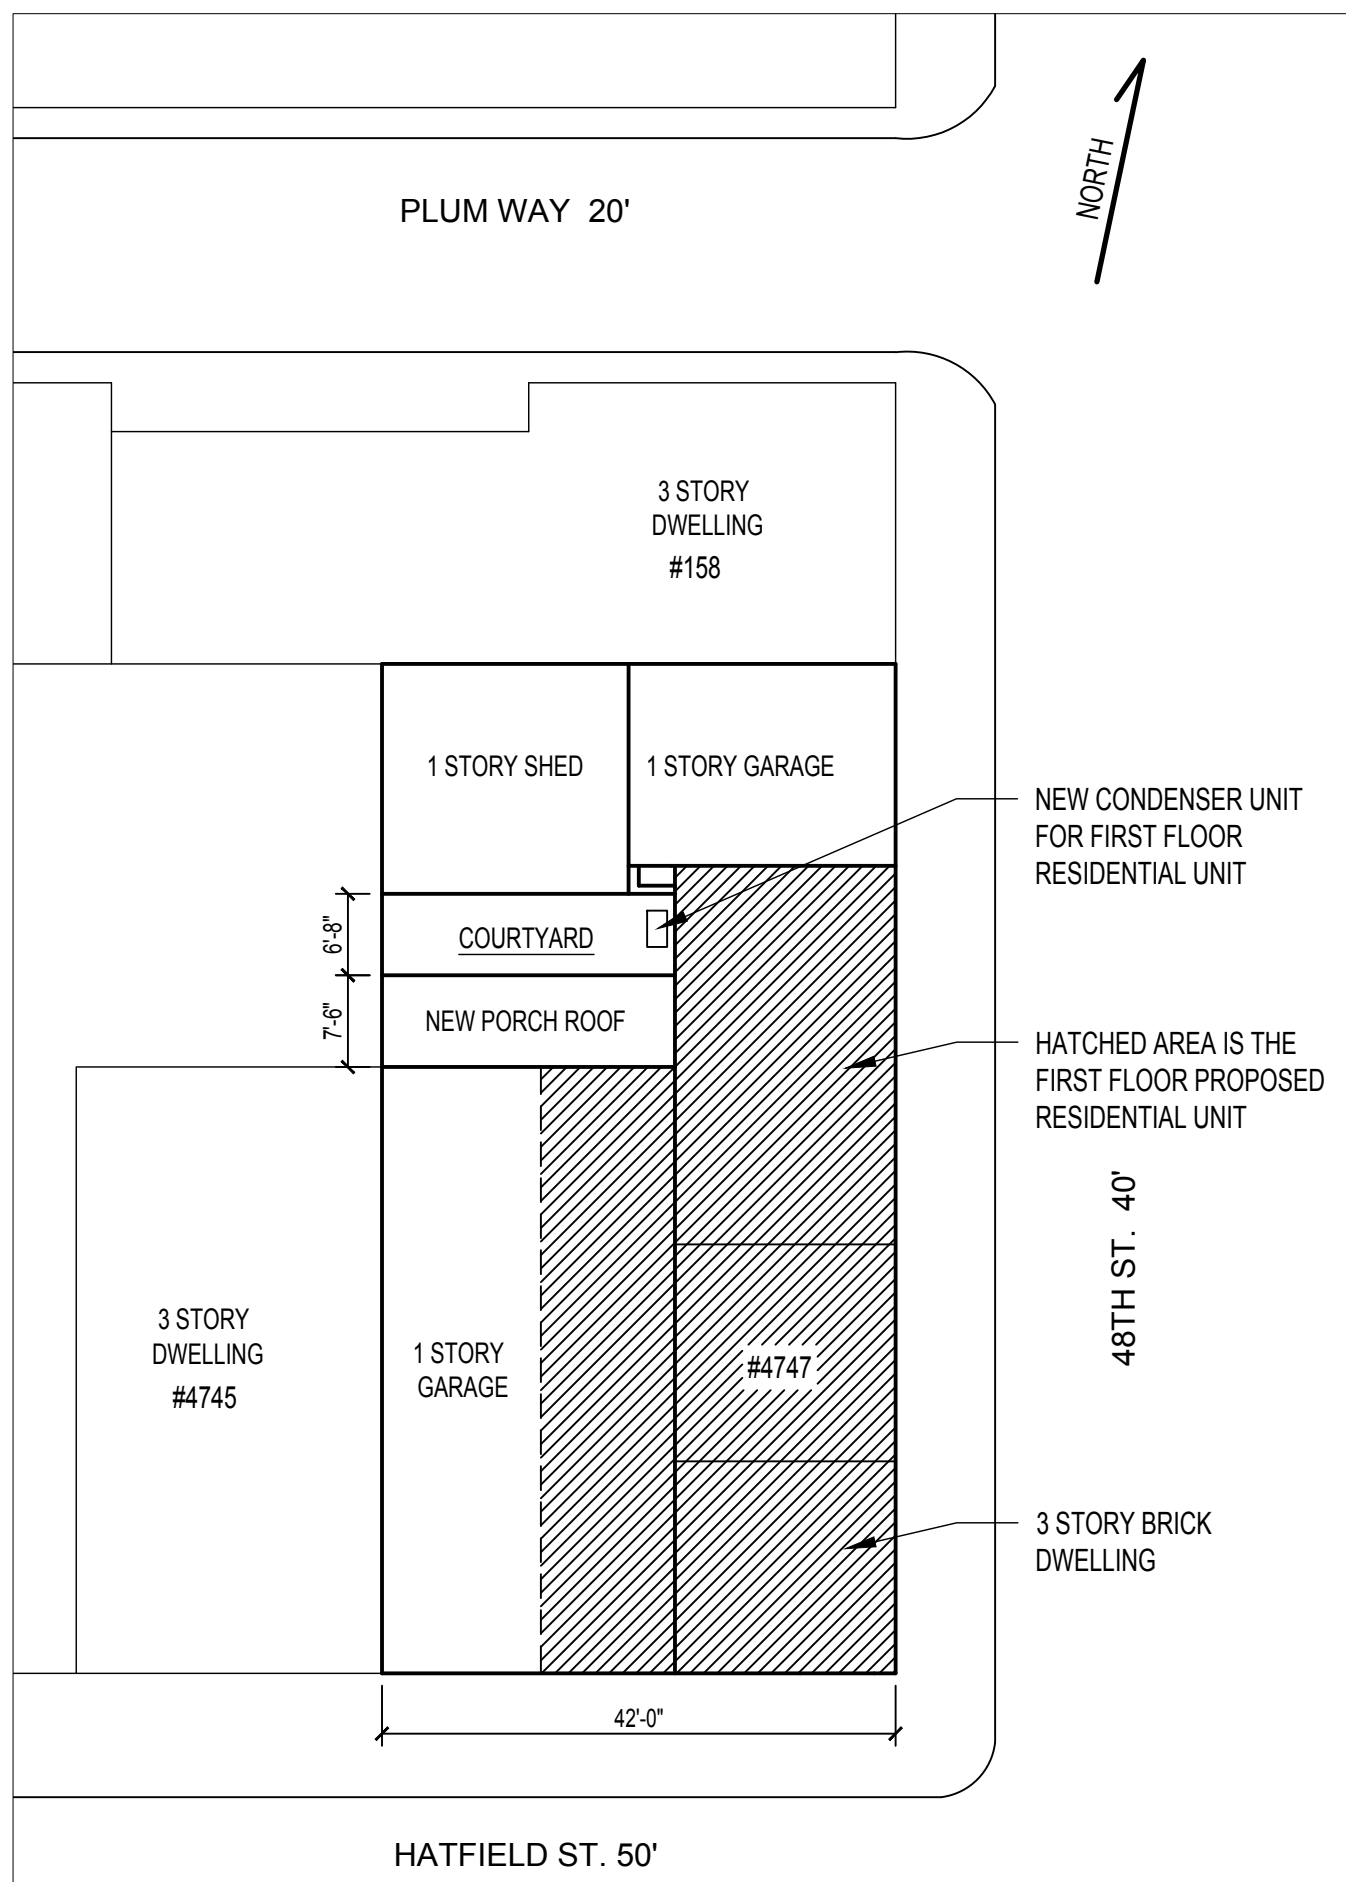 PLUM WAY 20'
NORTH
3 STORY
DWELLING
#158
1 STORY SHED
1 STORY GARAGE
NEW CONDENSER UNIT
FOR FIRST FLOOR
RESIDENTIAL UNIT
6'-8"
COURTYARD
7'-6"
NEW PORCH ROOF
HATCHED AREA IS THE
FIRST FLOOR PROPOSED
RESIDENTIAL UNIT
48TH ST. 40'
3 STORY
DWELLING
#4745
1 STORY
GARAGE
#4747
3 STORY BRICK
DWELLING
42'-0"
HATFIELD ST. 50'